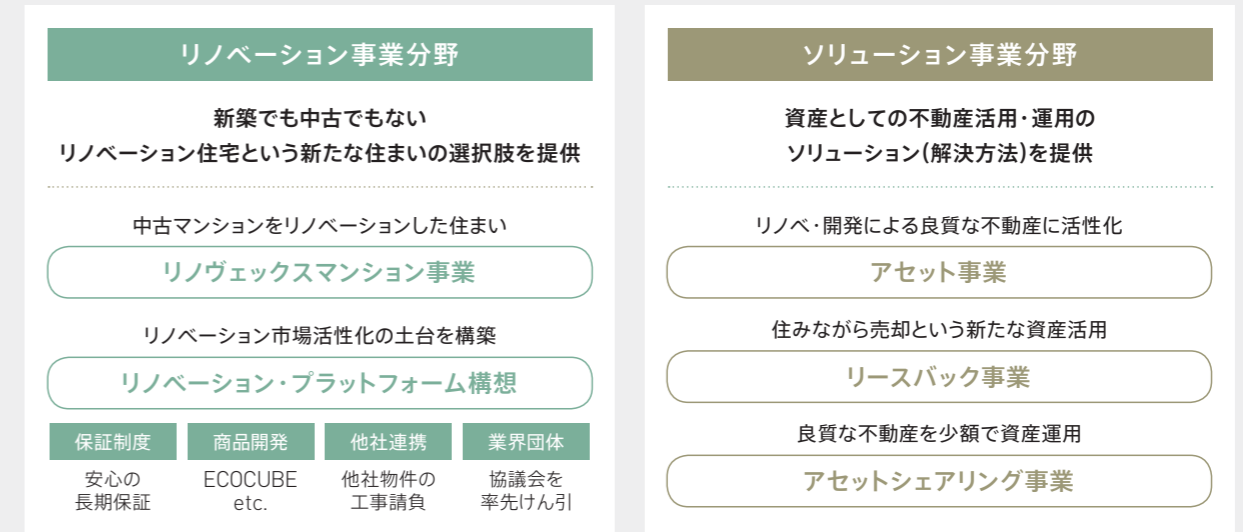 リノベーション事業分野
新築でも中古でもない
リノベーション住宅という新たな住まいの選択肢を提供
中古マンションをリノベーションした住まい
リノヴェックスマンション事業
リノベーション市場活性化の土台を構築
リノベーション・プラットフォーム構想
保証制度
安心の
長期保証
商品開発
ECOCUBE
etc.
他社連携
他社物件の
工事請負
業界団体
協議会を
率先けん引
ソリューション事業分野
資産としての不動産活用・運用の
ソリューション(解決方法)を提供
リノベ・開発による良質な不動産に活性化
アセット事業
住みながら売却という新たな資産活用
リースバック事業
良質な不動産を少額で資産運用
アセットシェアリング事業